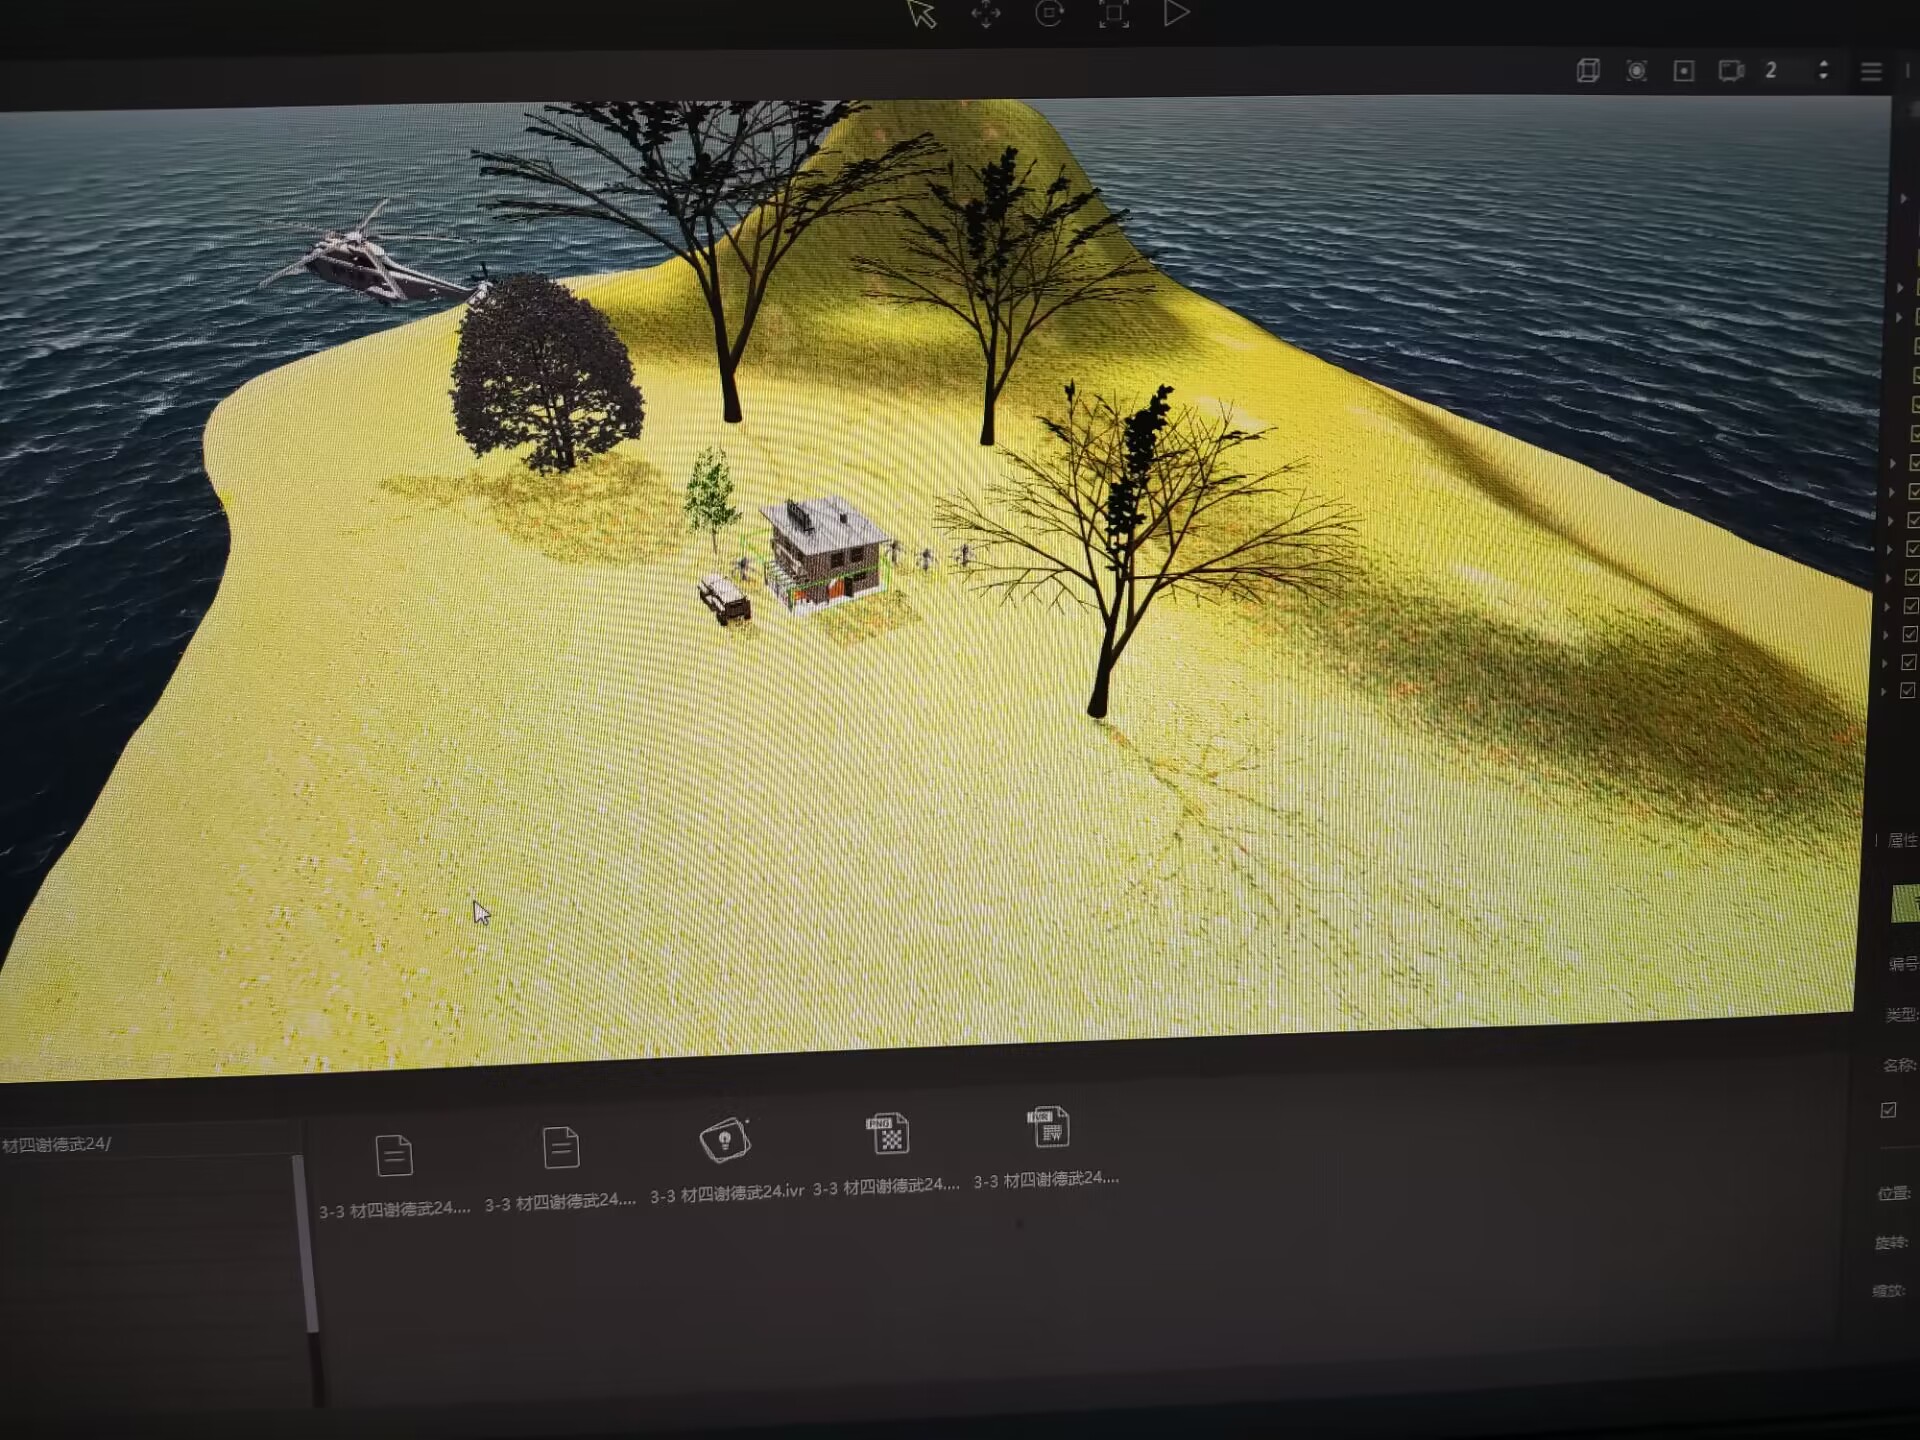 2
属性
编号
类型:
名称:
材四谢德武24/
3-3 材四谢德武24....
3-3 材四谢德武24....
3-3 材四谢德武24.ivr
PNG
3-3 材四谢德武24....
3-3 材四谢德武24....
位置:
旋转:
缩放: